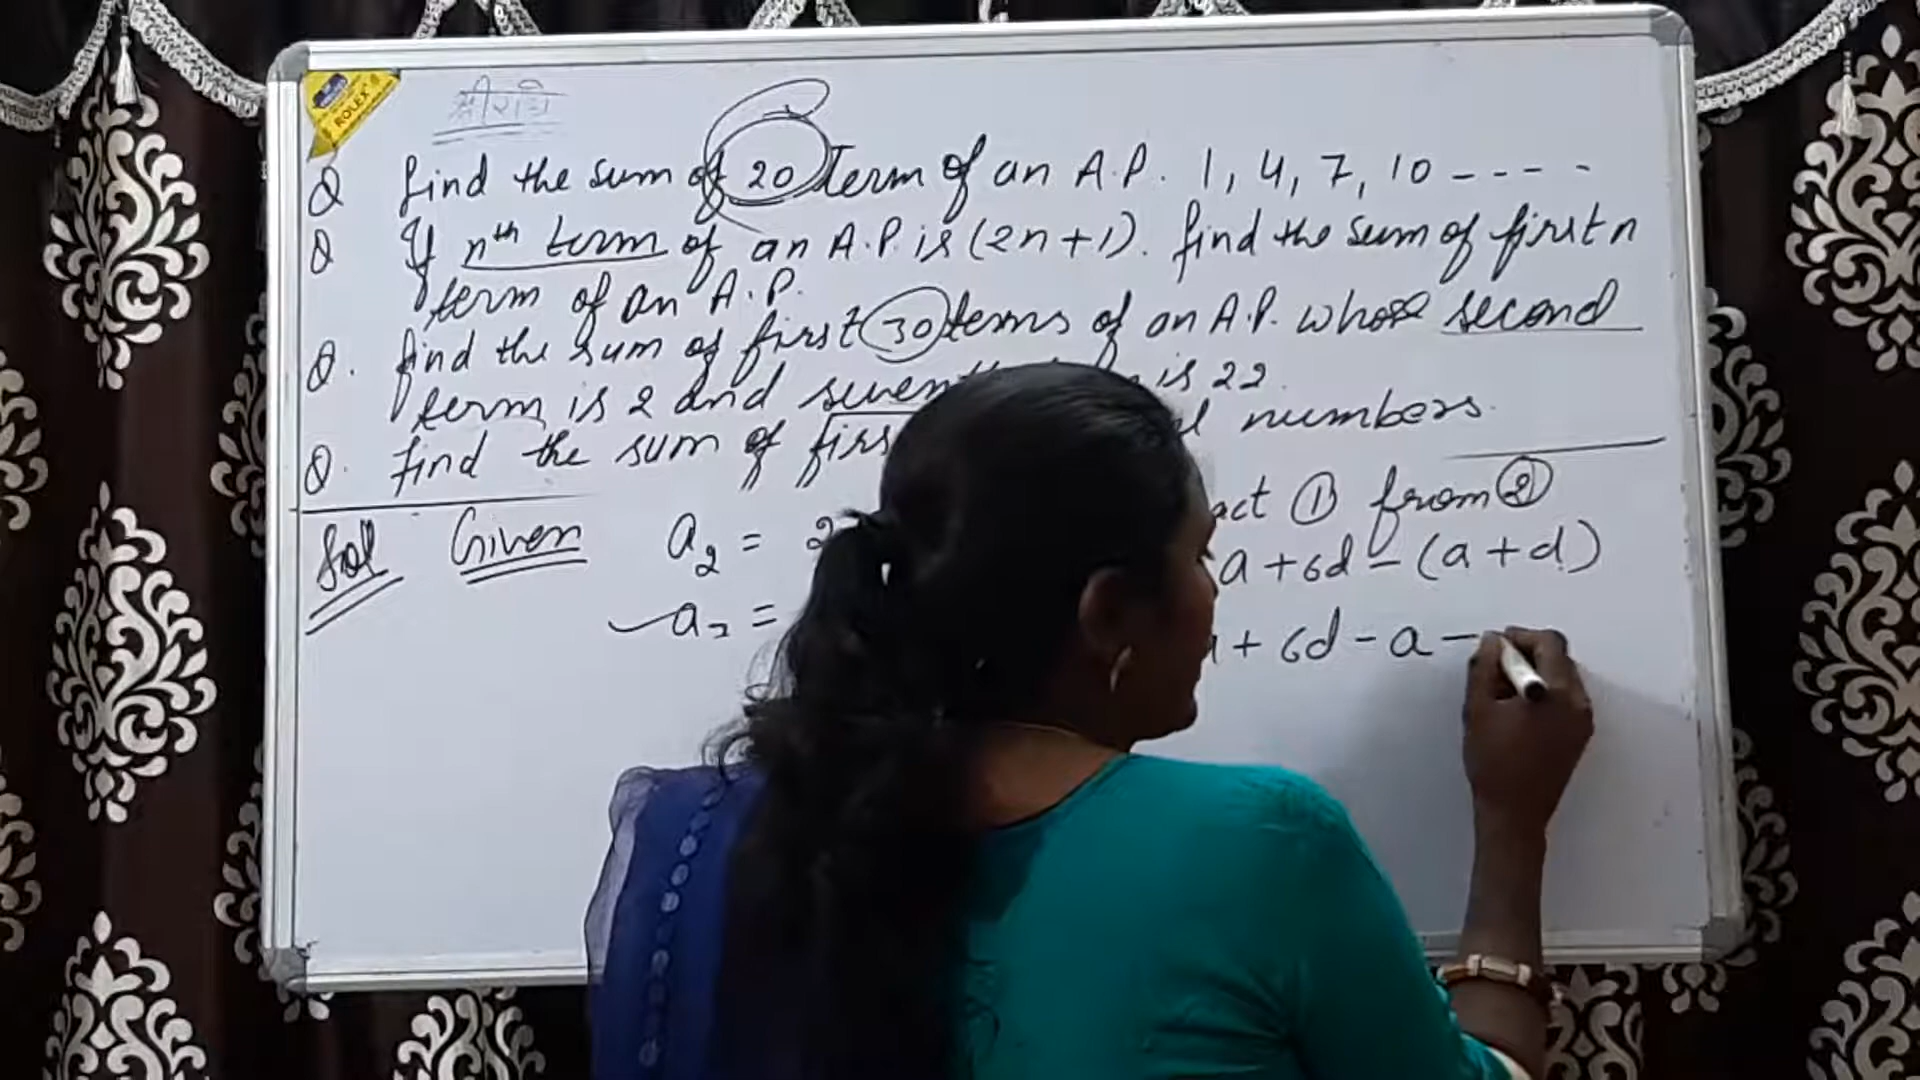 ROLEX
Q find the sum of 20 Term of an A.P. 1, 4, 7, 10 ----
Q If nth term of an A.P. is (2n+1). find the sum of first n
term of an A.P.
Q. find the sum of first 30 terms of an A.P. whose second
term is 2 and is 22.
Q. find the sum of numbers.
Sol Given a₂ = 2
a₇ =
① from ②
a + 6d - (a + d)
+ 6d - a -